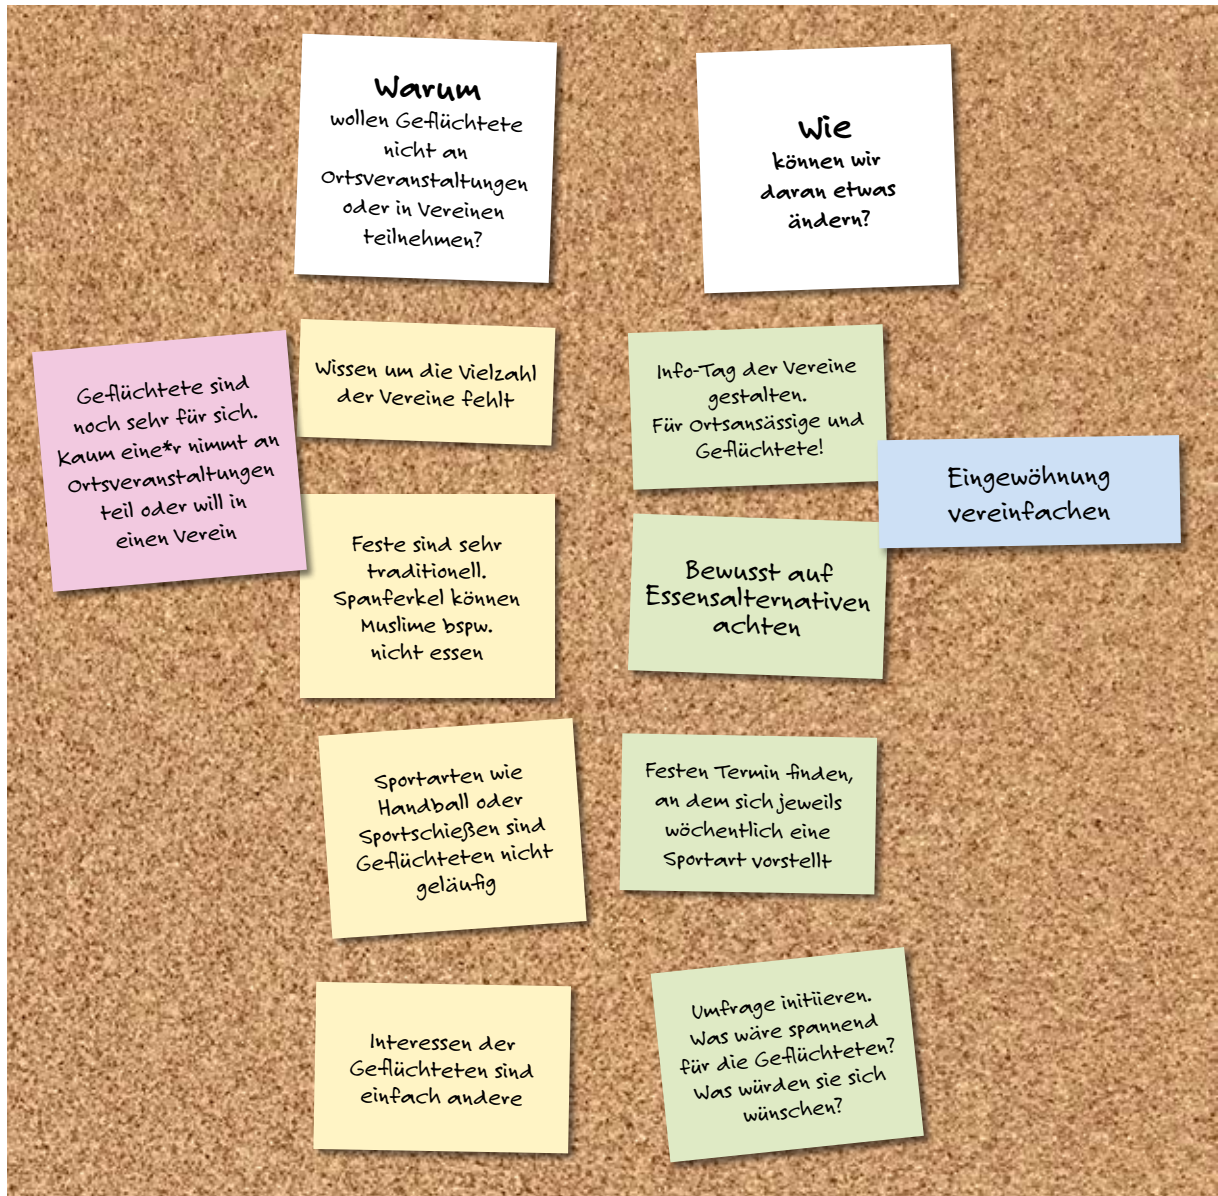 Warum
wollen Geflüchtete
nicht an
Ortsveranstaltungen
oder in Vereinen
teilnehmen?
Wie
können wir
daran etwas
ändern?
Geflüchtete sind
noch sehr für sich.
Kaum eine*r nimmt an
Ortsveranstaltungen
teil oder will in
einen Verein
Wissen um die Vielzahl
der Vereine fehlt
Info-Tag der Vereine
gestalten.
Für Ortsansässige und
Geflüchtete!
Eingewöhnung
vereinfachen
Feste sind sehr
traditionell.
Spanferkel können
Muslime bspw.
nicht essen
Bewusst auf
Essensalternativen
achten
Sportarten wie
Handball oder
Sportschießen sind
Geflüchteten nicht
geläufig
Festen Termin finden,
an dem sich jeweils
wöchentlich eine
Sportart vorstellt
Interessen der
Geflüchteten sind
einfach andere
Umfrage initiieren.
Was wäre spannend
für die Geflüchteten?
Was würden sie sich
wünschen?